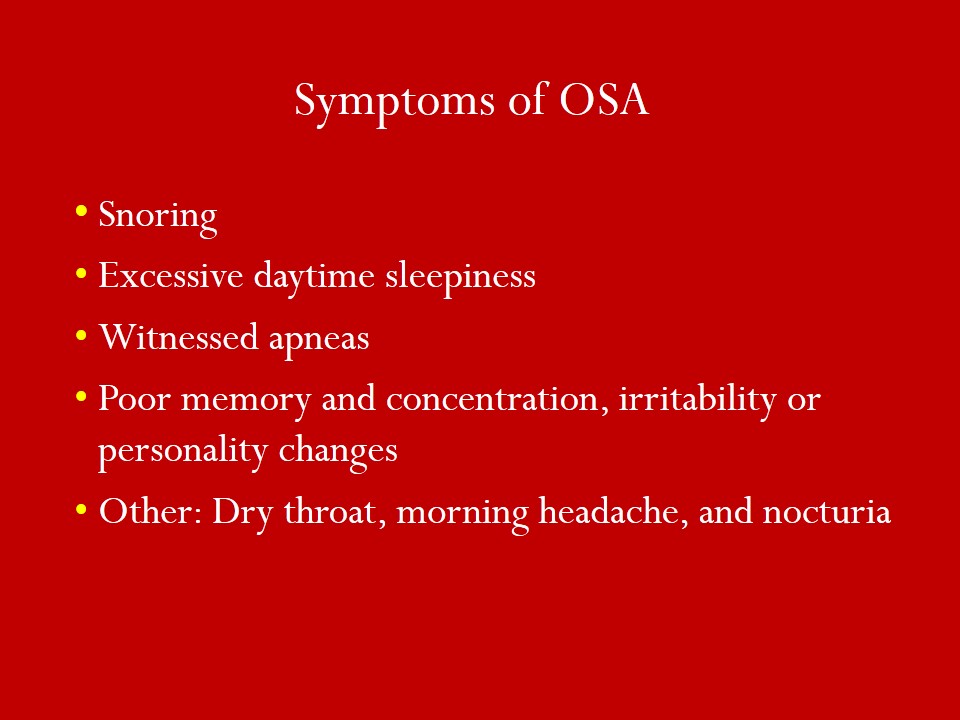 Symptoms of OSA
• Snoring
• Excessive daytime sleepiness
• Witnessed apneas
• Poor memory and concentration, irritability or
personality changes
• Other: Dry throat, morning headache, and nocturia